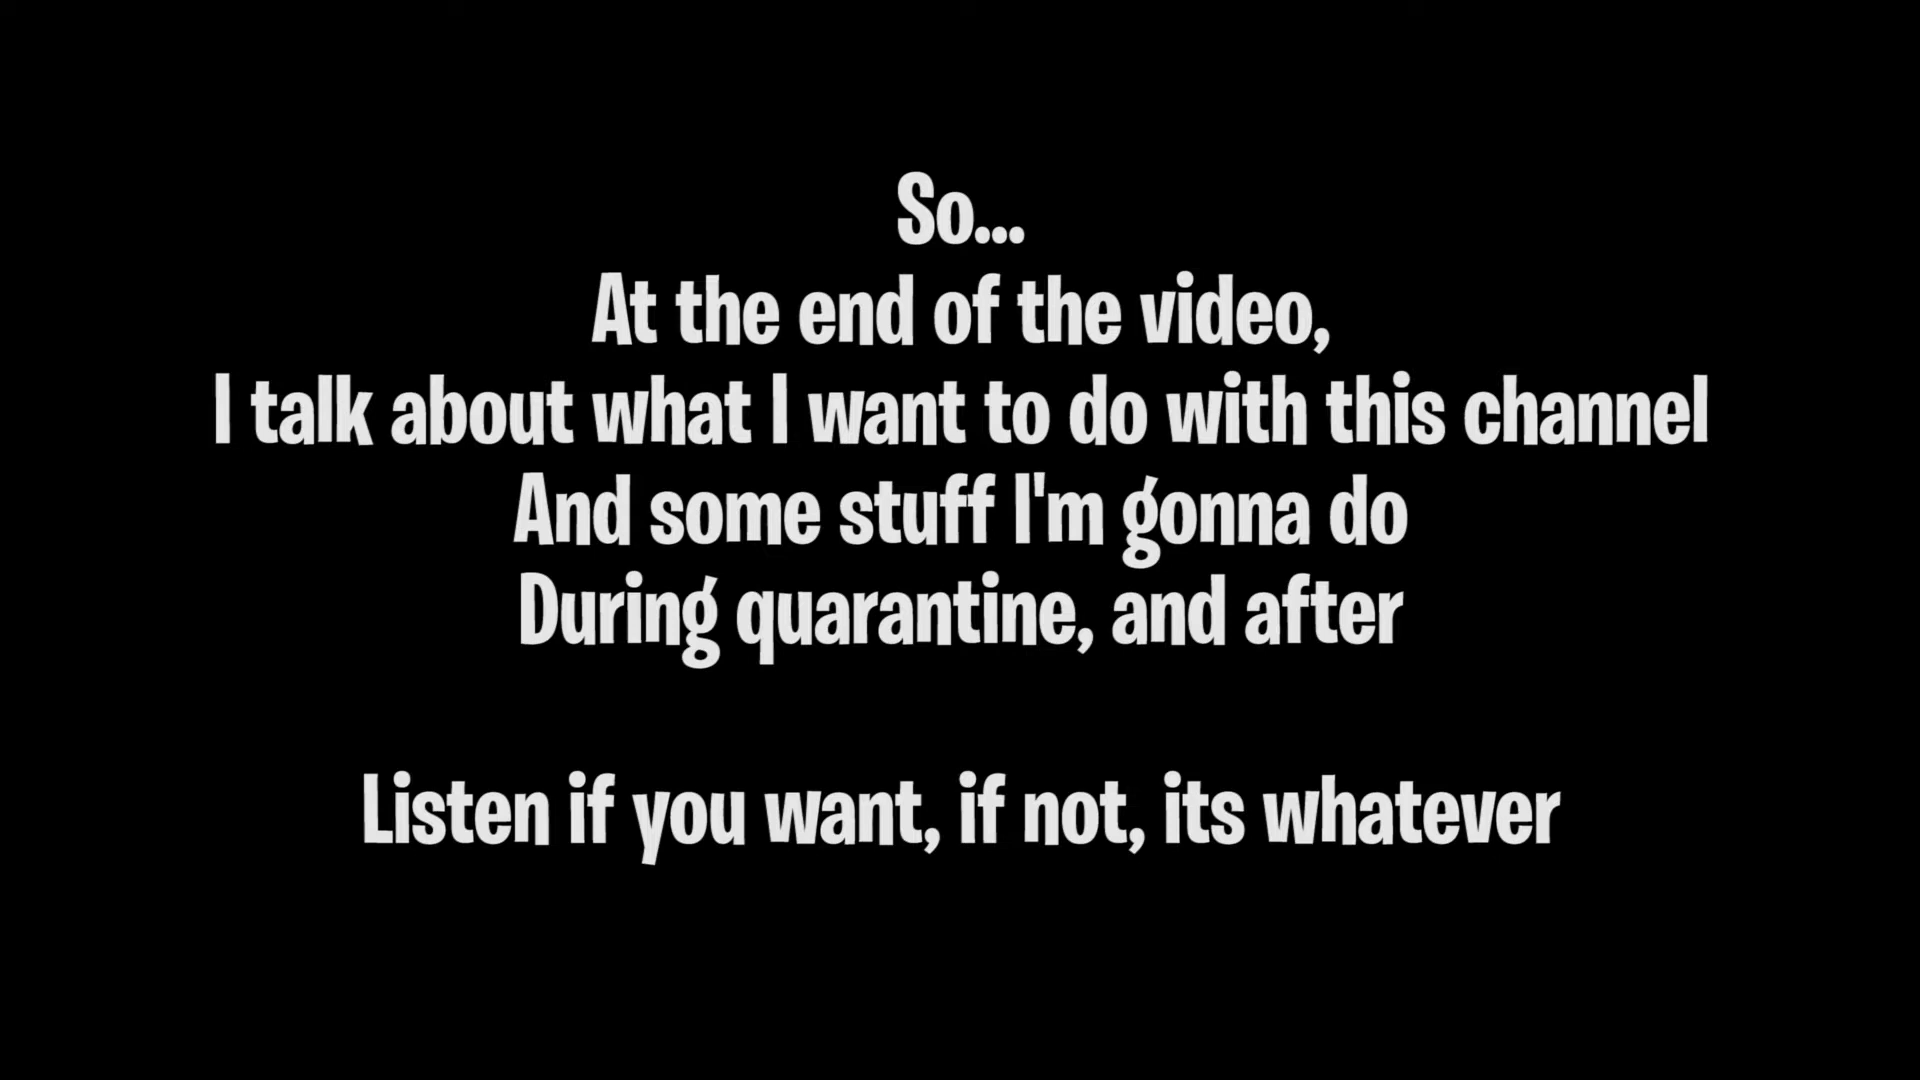 So...
At the end of the video,
I talk about what I want to do with this channel
And some stuff I'm gonna do
During quarantine, and after
Listen if you want, if not, its whatever